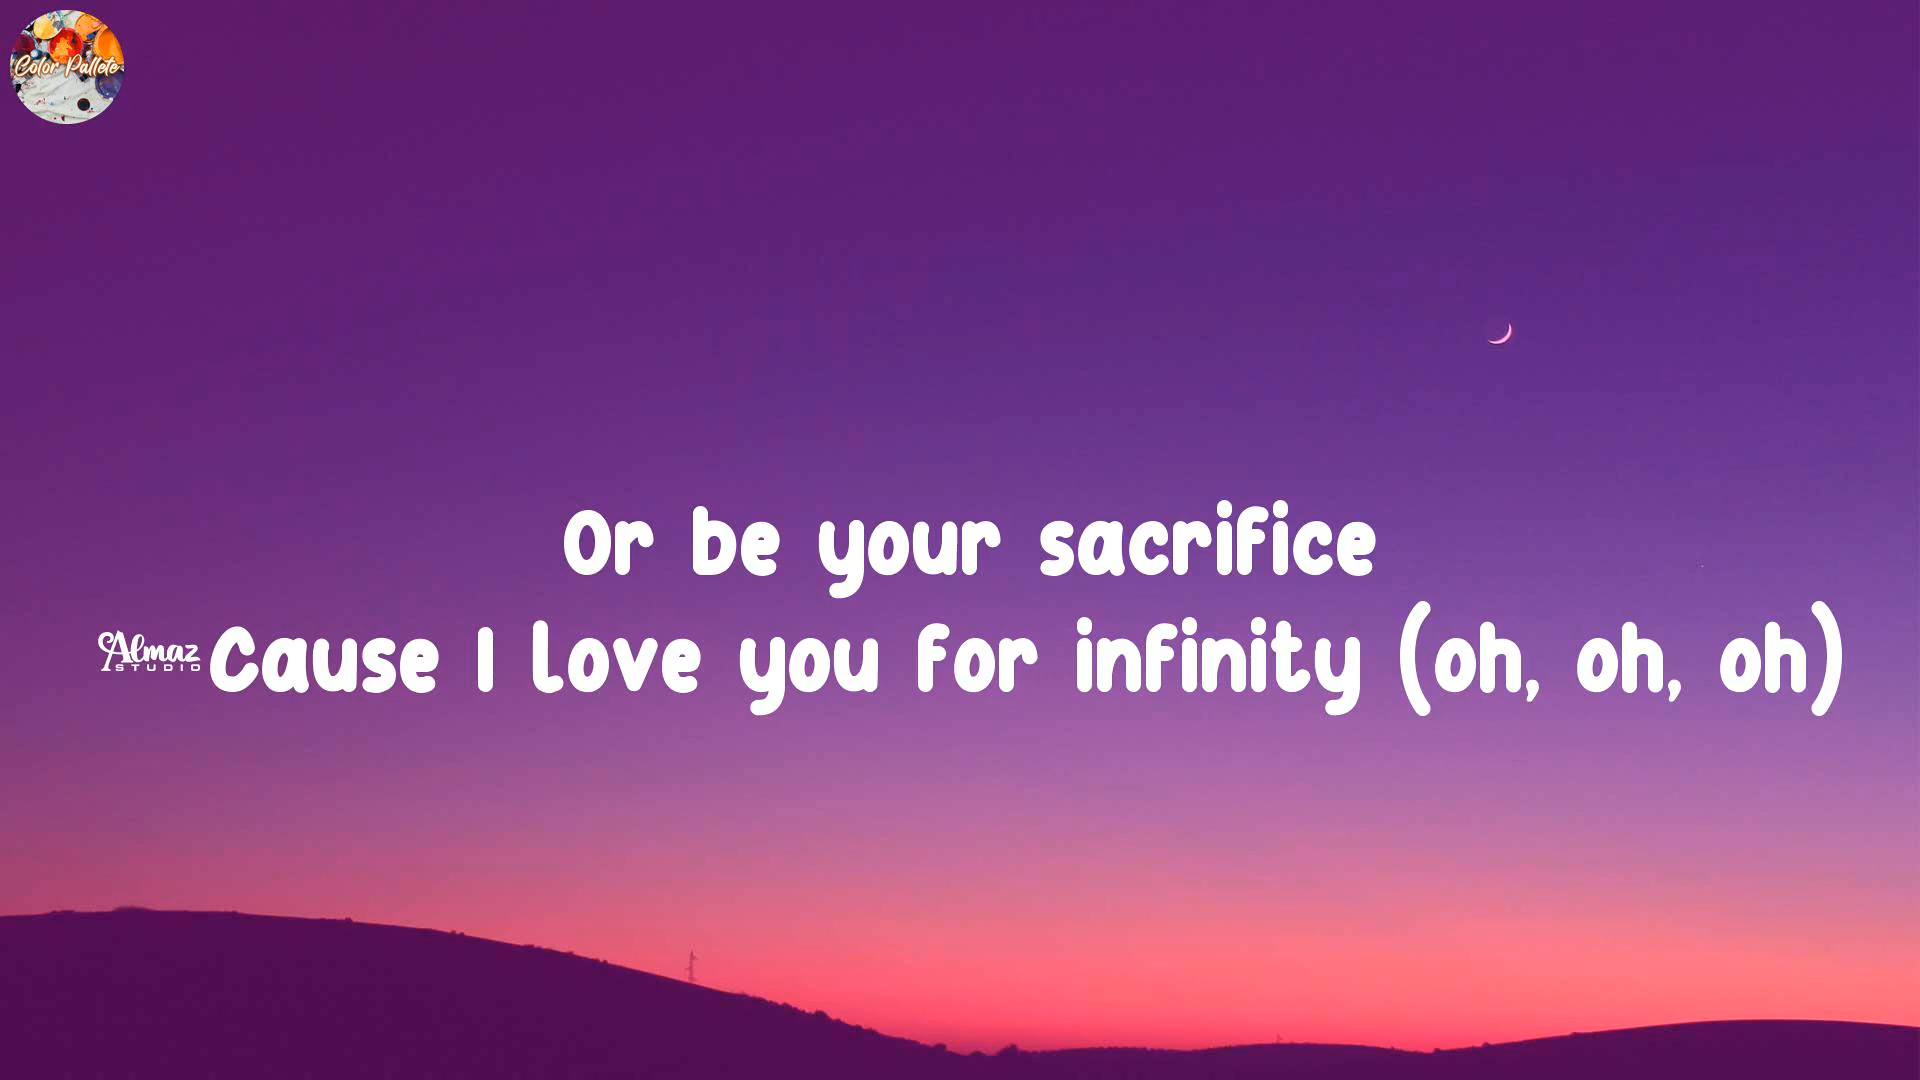 Color Pallete
Or be your sacrifice
Almaz STUDIO Cause I love you for infinity (oh, oh, oh)